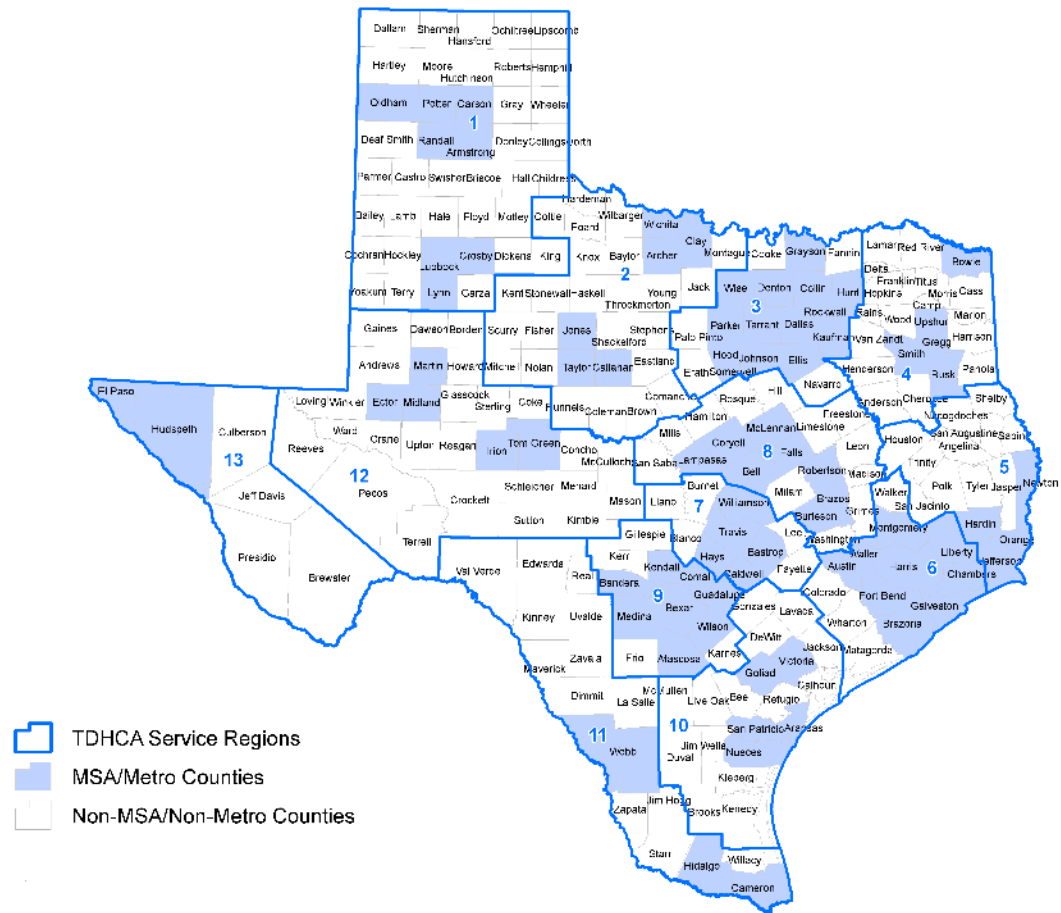 Dallam Sherman Hansford Ochiltree Lipscomb
Hartley Moore Hutchinson Roberts Hemphill
Oldham Potter Carson Gray Wheeler
1
Deaf Smith Randall Armstrong Donley Collingsworth
Parmer Castro Swisher Briscoe Hall Childress
Hardeman
Bailey Lamb Hale Floyd Motley Cottle Foard Wilbarger Wichita
Clay Montague Cooke Grayson Fannin Lamar Red River Bowie
Cochran Hockley Lubbock Crosby Dickens King Knox Baylor Archer
2
Delta Franklin Titus
Jack Wise Denton Collin Hunt Hopkins Morris Cass
Yoakum Terry Lynn Garza Kent Stonewall Haskell Throckmorton Young
3
Rockwall Rains Wood Camp Upshur Marion
Gaines Dawson Borden Scurry Fisher Jones Shackelford Stephens Palo Pinto Parker Tarrant Dallas Kaufman Van Zandt Gregg Harrison
Smith
Andrews Martin Howard Mitchell Nolan Taylor Callahan Eastland Erath Hood Somervell Johnson Ellis Henderson Rusk Panola
4
El Paso Hudspeth Culberson
Loving Winkler Ector Midland Glasscock Sterling Coke Runnels Coleman Brown Comanche Hamilton Bosque Hill Navarro Freestone Anderson Cherokee Nacogdoches Shelby
Reeves Ward Crane Upton Reagan Irion Tom Green Concho McCulloch San Saba Mills Lampasas Coryell McLennan Limestone Falls Leon Houston Angelina San Augustine Sabine
13
12
8
5
Bell Robertson Madison Trinity Polk Tyler Jasper Newton
Jeff Davis Pecos Crockett Schleicher Menard Mason Llano Burnet Williamson Milam Brazos Grimes Walker San Jacinto
7
Burleson Hardin
Presidio Brewster Terrell Sutton Kimble Gillespie Blanco Travis Lee Washington Montgomery Liberty Orange
Bastrop Waller Harris Jefferson
6
Chambers
Val Verde Edwards Real Kerr Kendall Hays Caldwell Fayette Austin
Bandera Comal Guadalupe Gonzales Colorado Fort Bend Galveston
9
Kinney Uvalde Medina Bexar Wilson Lavaca Wharton Brazoria
DeWitt Jackson Matagorda
Maverick Zavala Frio Atascosa Karnes Goliad Victoria Calhoun
Dimmit La Salle McMullen Live Oak Bee Refugio
11
10
San Patricio Aransas
Webb Duval Jim Wells Nueces
Kleberg
Zapata Jim Hogg Brooks Kenedy
Starr Hidalgo Willacy
Cameron
TDHCA Service Regions
MSA/Metro Counties
Non-MSA/Non-Metro Counties